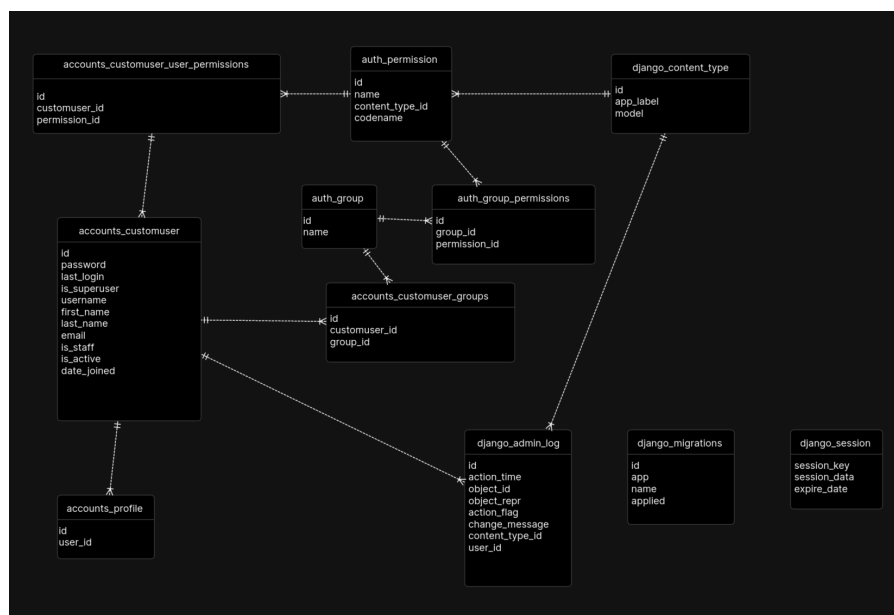 accounts_customuser_user_permissions
id
customuser_id
permission_id
auth_permission
id
name
content_type_id
codename
django_content_type
id
app_label
model
auth_group
id
name
auth_group_permissions
id
group_id
permission_id
accounts_customuser
id
password
last_login
is_superuser
username
first_name
last_name
email
is_staff
is_active
date_joined
accounts_customuser_groups
id
customuser_id
group_id
django_admin_log
id
action_time
object_id
object_repr
action_flag
change_message
content_type_id
user_id
django_migrations
id
app
name
applied
django_session
session_key
session_data
expire_date
accounts_profile
id
user_id